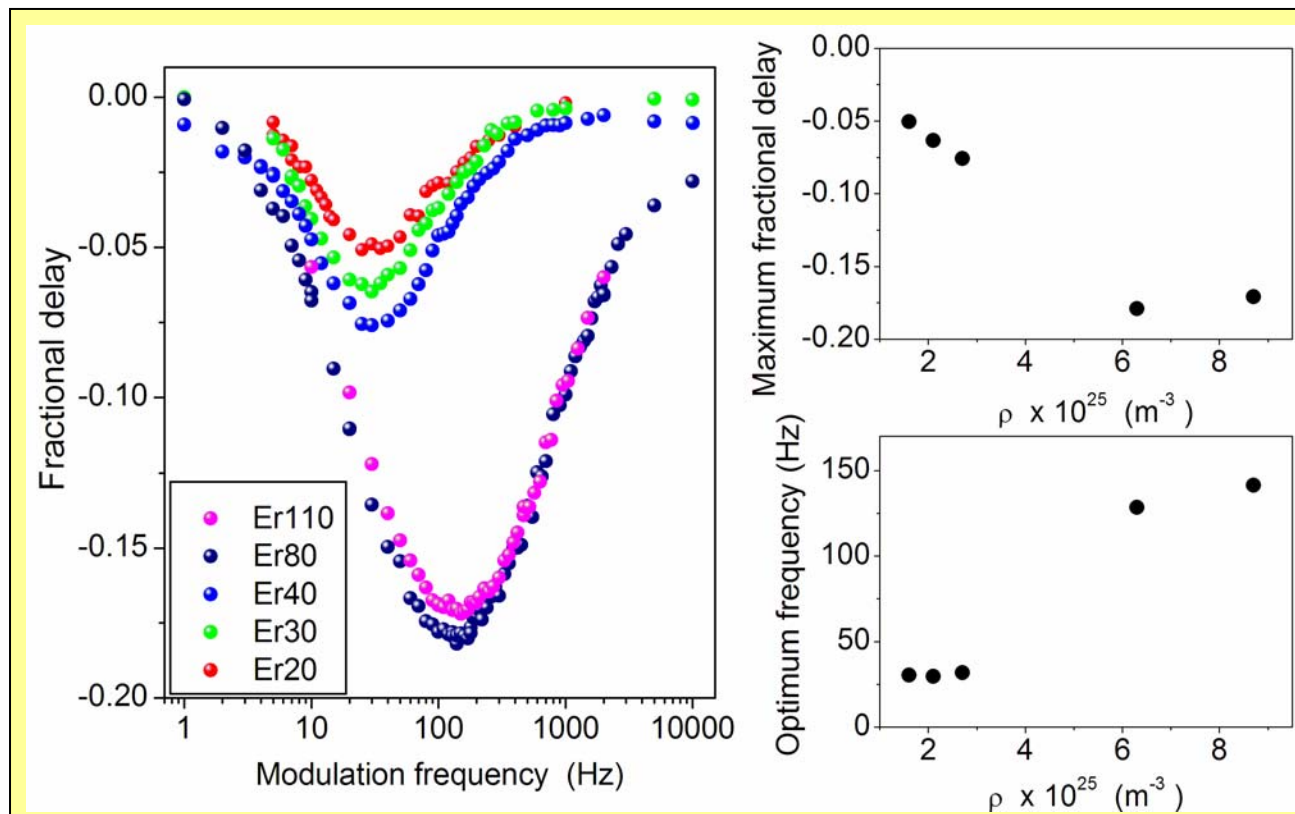 0.00
-0.05
-0.10
-0.15
-0.20
Fractional delay
Er110
Er80
Er40
Er30
Er20
1
10
100
1000
10000
Modulation frequency (Hz)
0.00
-0.05
-0.10
-0.15
-0.20
Maximum fractional delay
2
4
6
8
ρ x 10²⁵ (m⁻³)
150
100
50
0
Optimum frequency (Hz)
2
4
6
8
ρ x 10²⁵ (m⁻³)